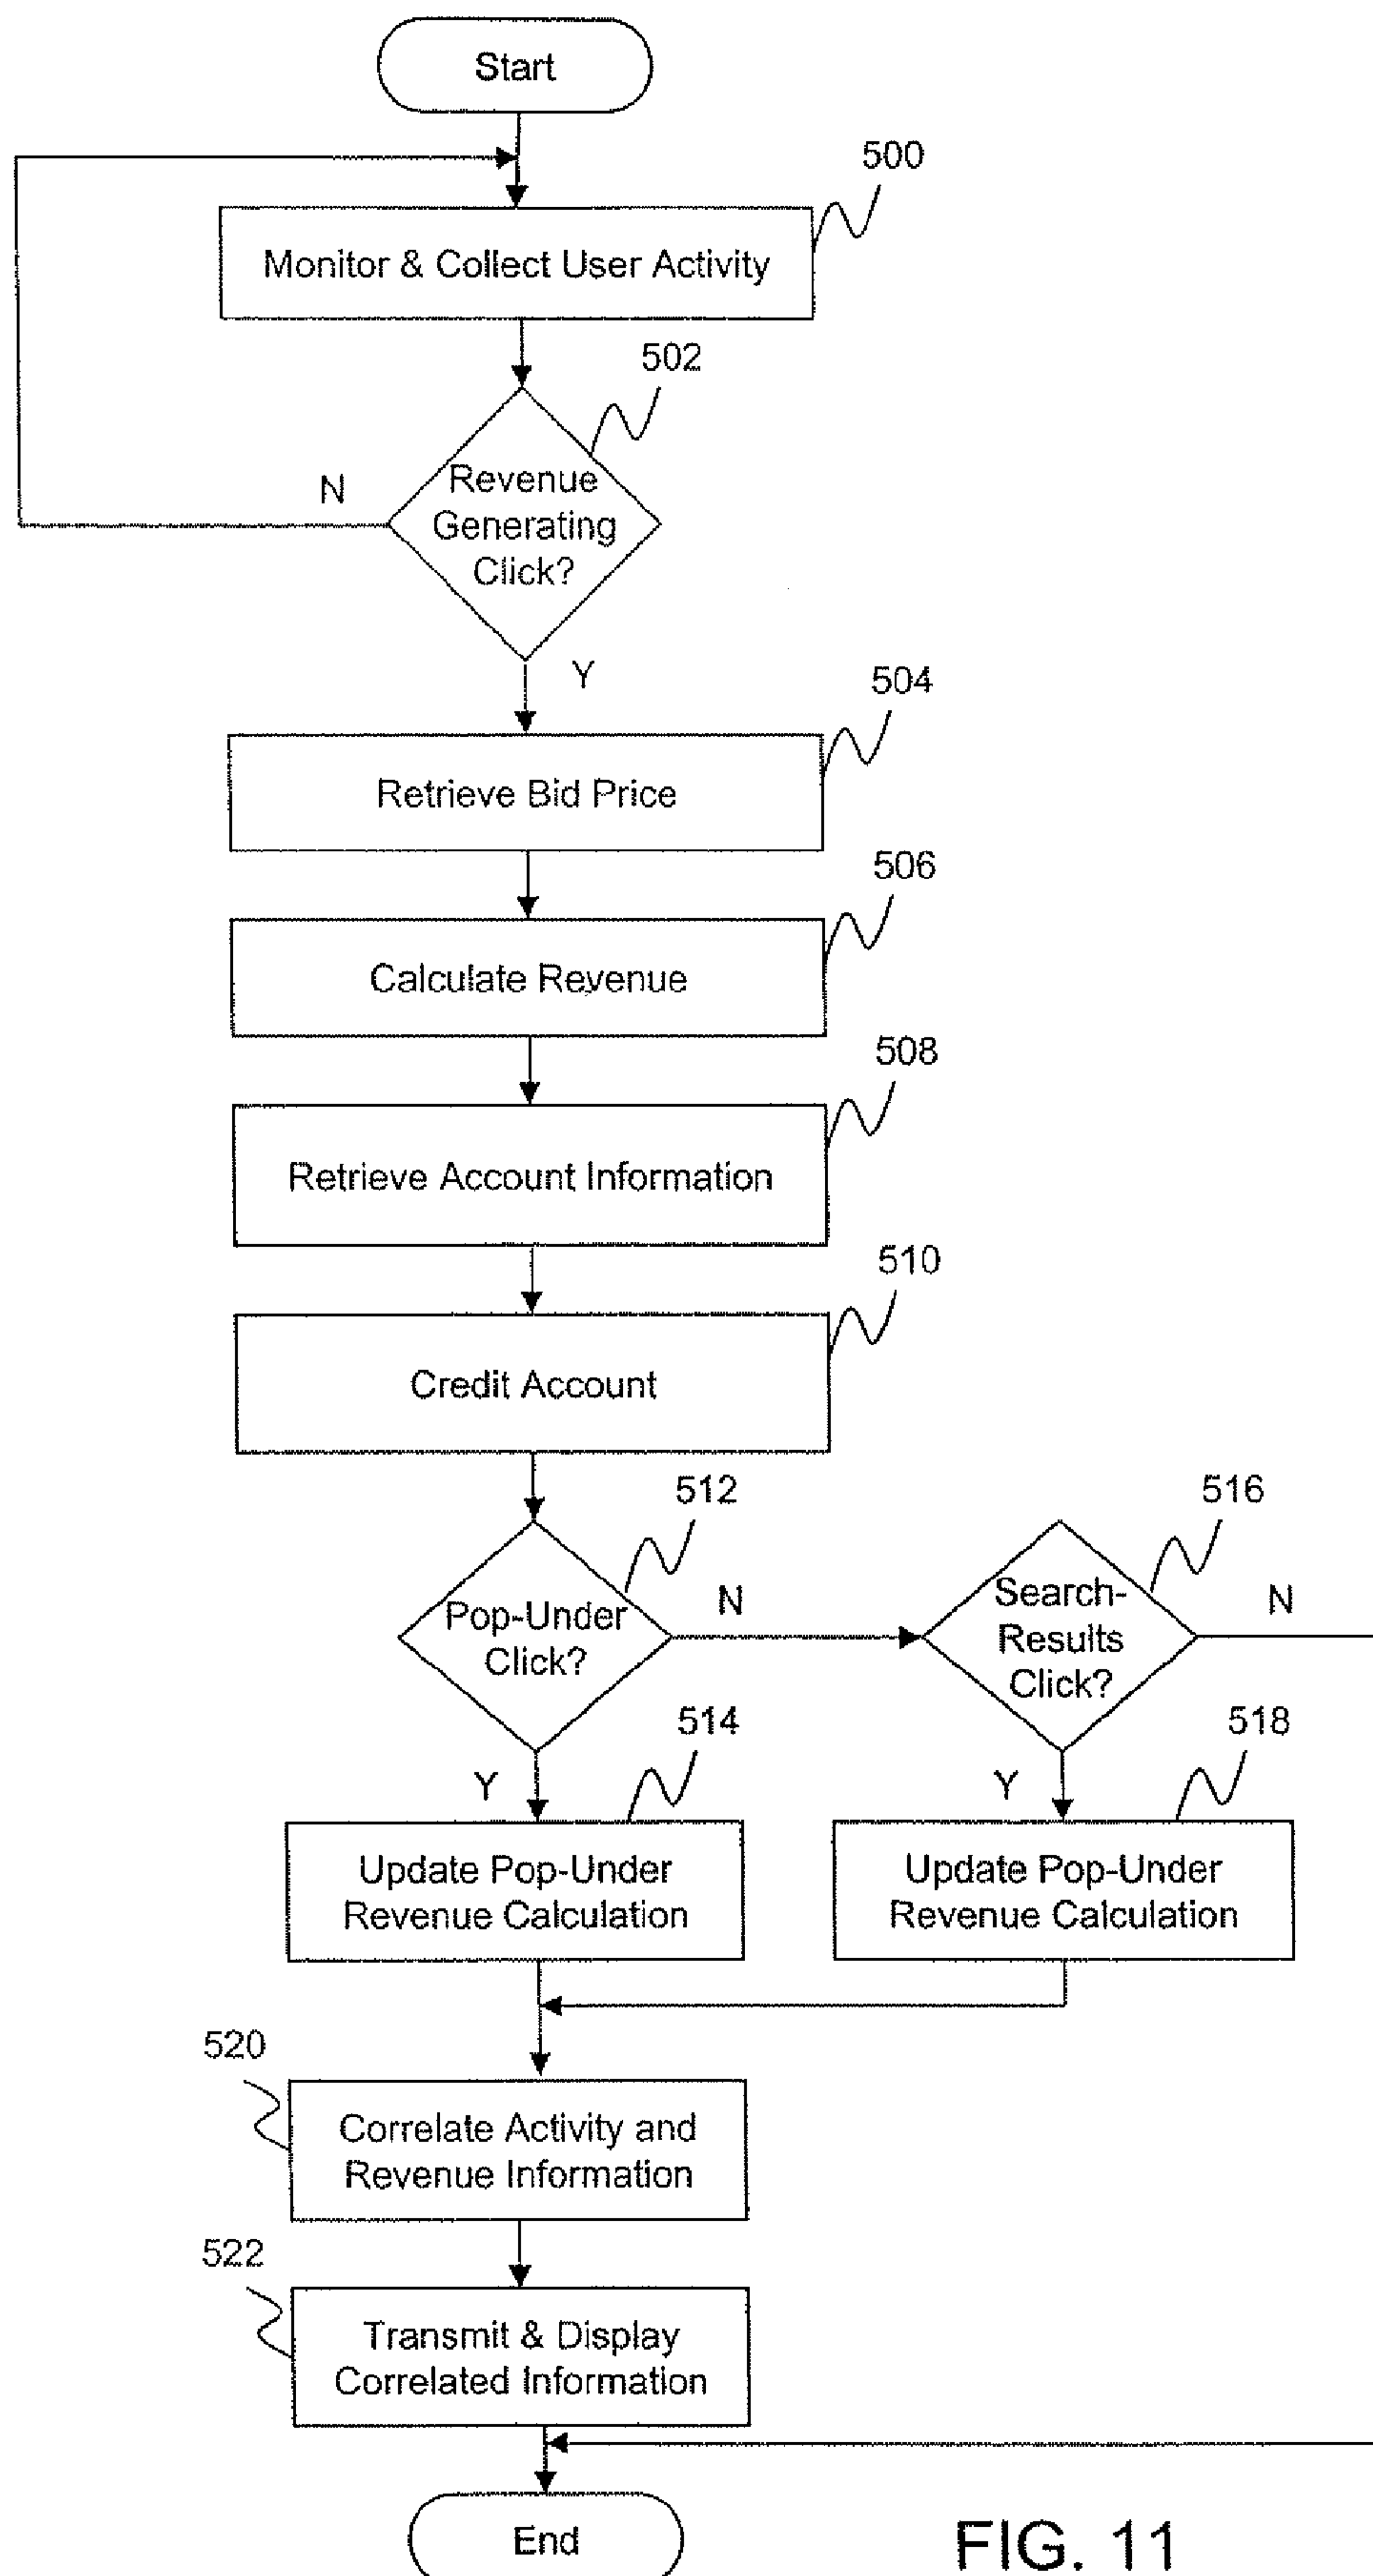 Start
500
Monitor & Collect User Activity
502
Revenue
Generating
Click?
N
Y
504
Retrieve Bid Price
506
Calculate Revenue
508
Retrieve Account Information
510
Credit Account
512
Pop-Under
Click?
N
516
Search-
Results
Click?
N
Y
514
Update Pop-Under
Revenue Calculation
Y
518
Update Pop-Under
Revenue Calculation
520
Correlate Activity and
Revenue Information
522
Transmit & Display
Correlated Information
End
FIG. 11